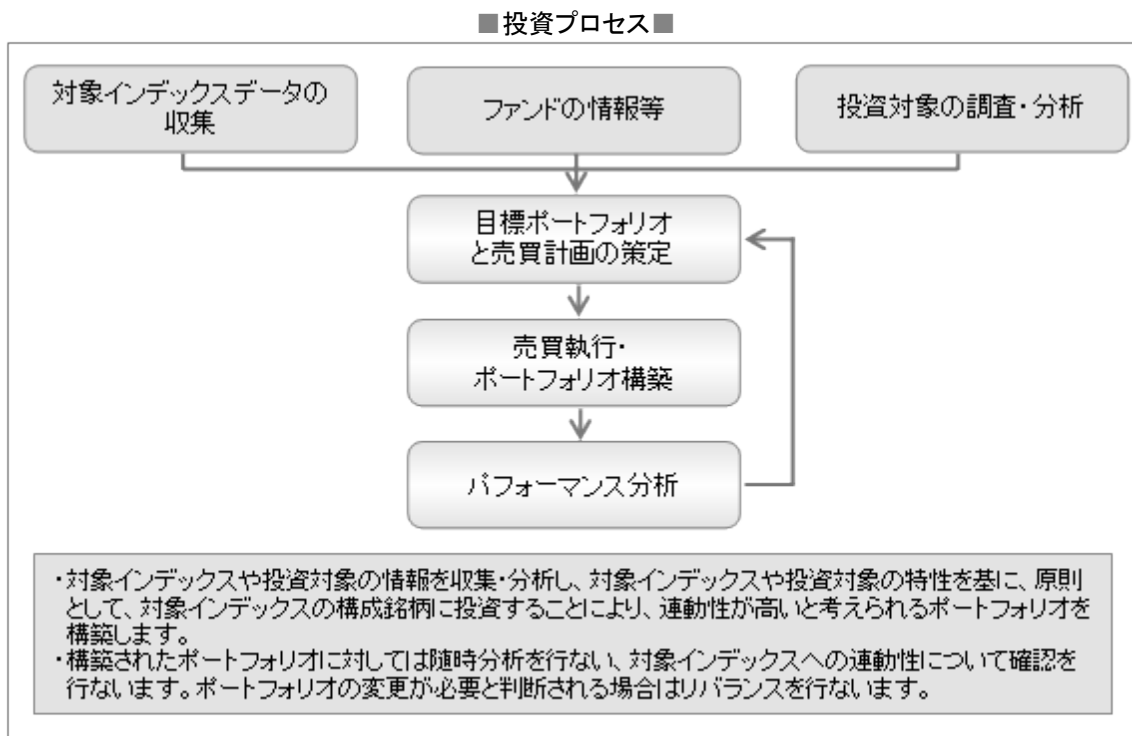 ■投資プロセス■
対象インデックスデータの
収集
ファンドの情報等
投資対象の調査・分析
目標ポートフォリオ
と売買計画の策定
売買執行・
ポートフォリオ構築
パフォーマンス分析
・対象インデックスや投資対象の情報を収集・分析し、対象インデックスや投資対象の特性を基に、原則
として、対象インデックスの構成銘柄に投資することにより、連動性が高いと考えられるポートフォリオを
構築します。
・構築されたポートフォリオに対しては随時分析を行ない、対象インデックスへの連動性について確認を
行ないます。ポートフォリオの変更が必要と判断される場合はリバランスを行ないます。